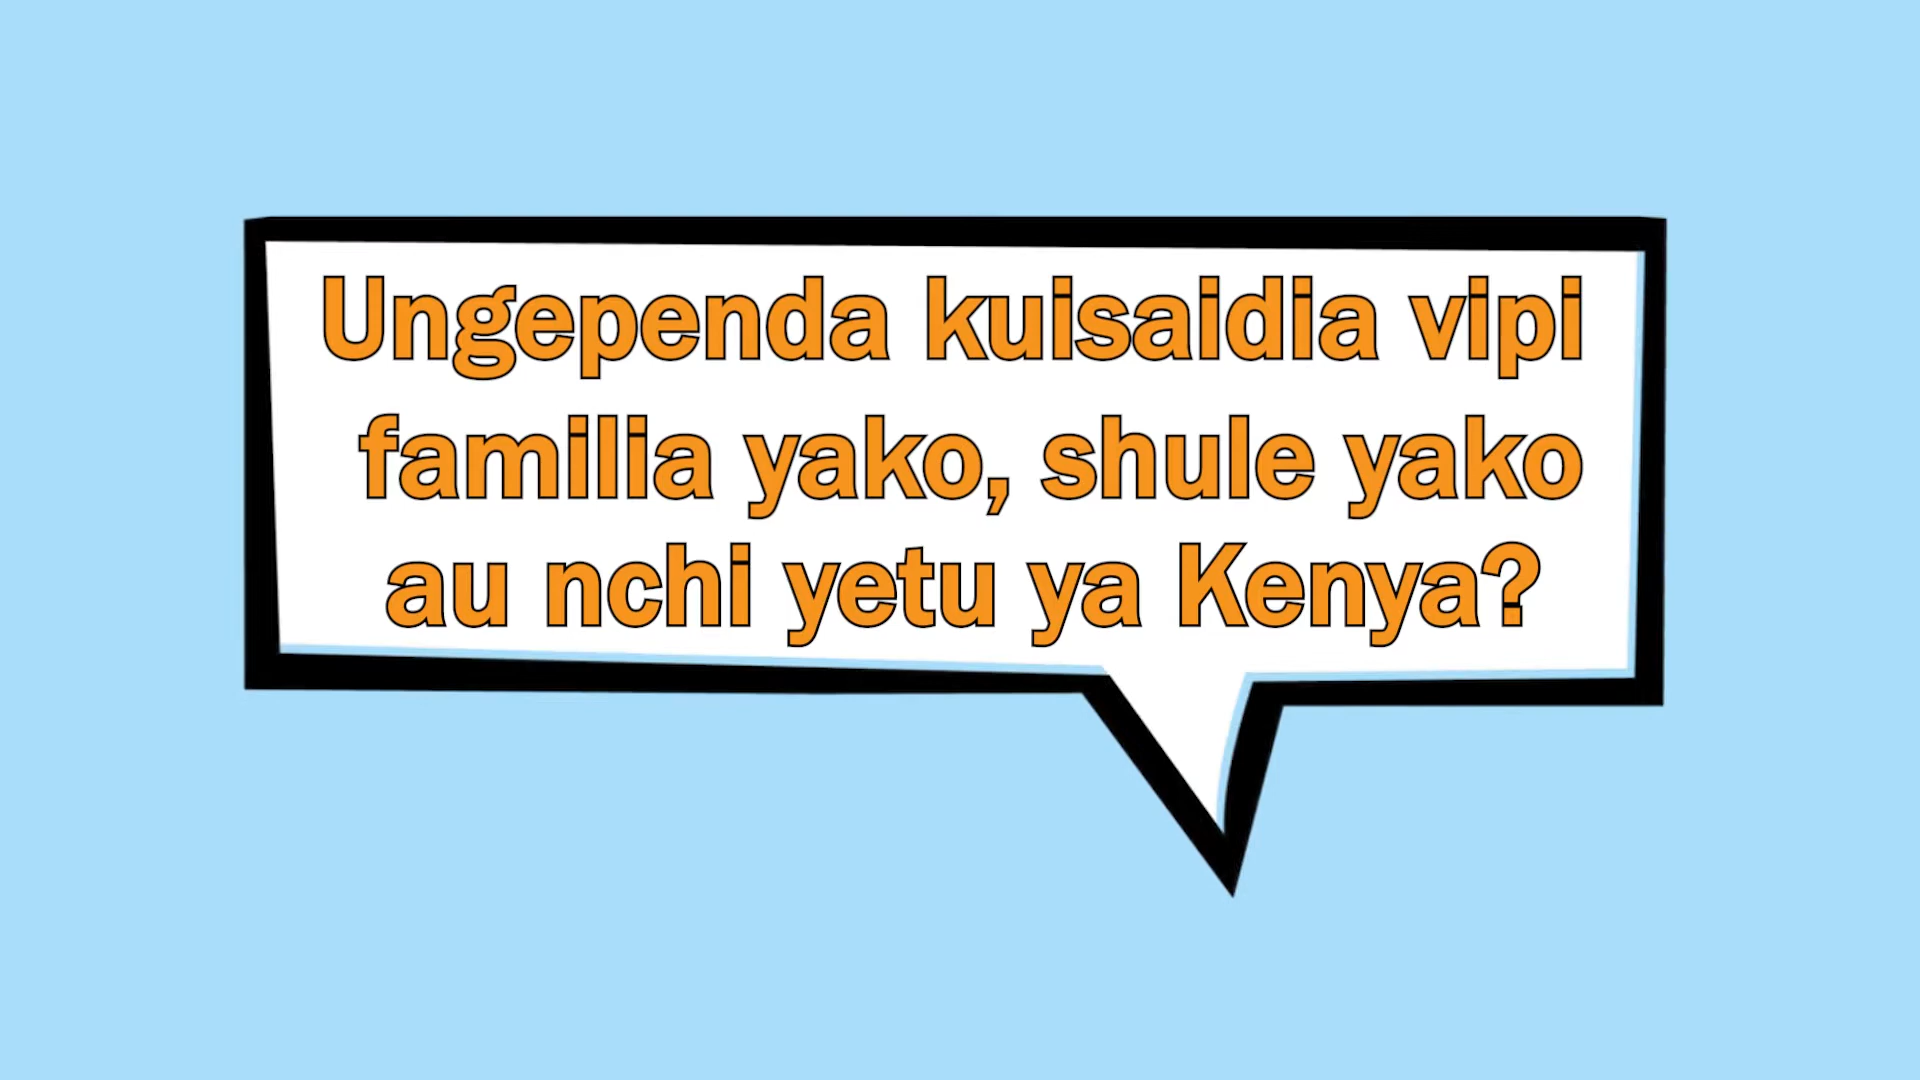 Ungependa kuisaidia vipi
familia yako, shule yako
au nchi yetu ya Kenya?